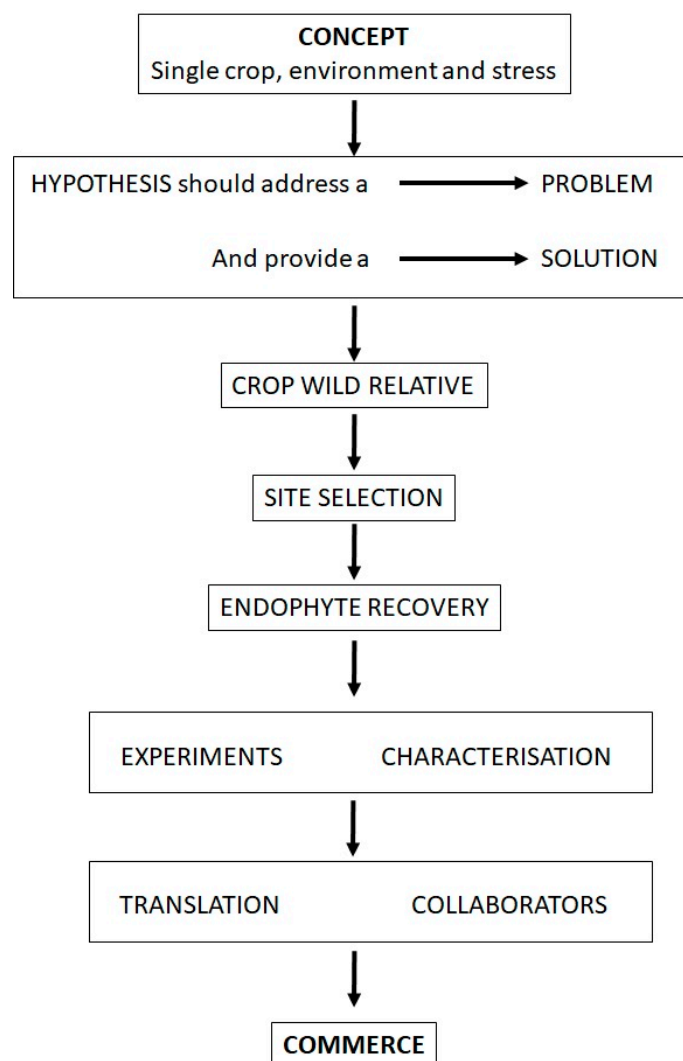 CONCEPT
Single crop, environment and stress
HYPOTHESIS should address a PROBLEM
And provide a SOLUTION
CROP WILD RELATIVE
SITE SELECTION
ENDOPHYTE RECOVERY
EXPERIMENTS CHARACTERISATION
TRANSLATION COLLABORATORS
COMMERCE